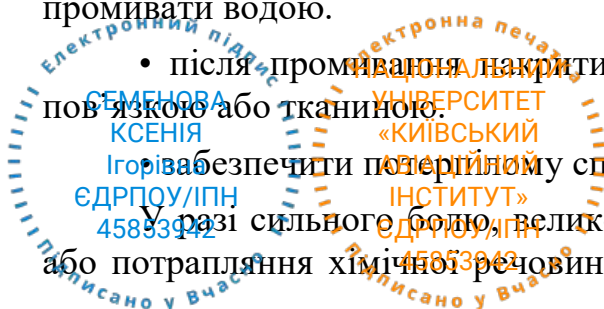 промивати водою.
• після промивання накрити
пов'язкою або тканиною.
• забезпечити потерпілому сп
У разі сильного болю, велик
або потрапляння хімічної речовин
Електронний підпис
СЕМЕНОВА
КСЕНІЯ
Ігорівна
ЄДРПОУ/ІПН
45853942
Підписано у Вчасно
Електронна печатка
НАЦІОНАЛЬНИЙ
УНІВЕРСИТЕТ
«КИЇВСЬКИЙ
АВІАЦІЙНИЙ
ІНСТИТУТ»
ЄДРПОУ/ІПН
45853942
Підписано у Вчасно